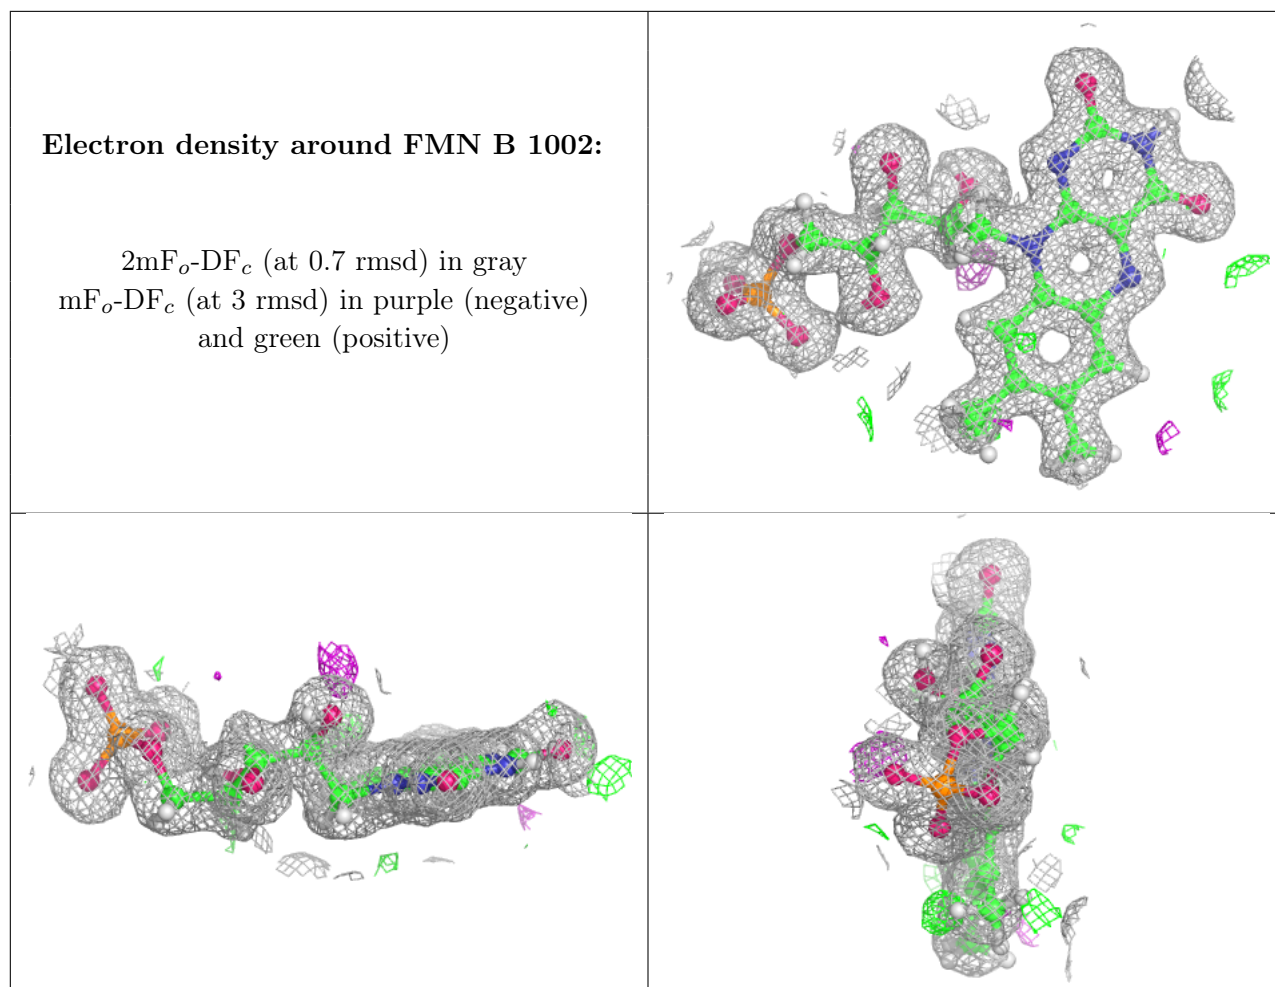 Electron density around FMN B 1002:
2mFₒ-DF𝒸 (at 0.7 rmsd) in gray
mFₒ-DF𝒸 (at 3 rmsd) in purple (negative)
and green (positive)